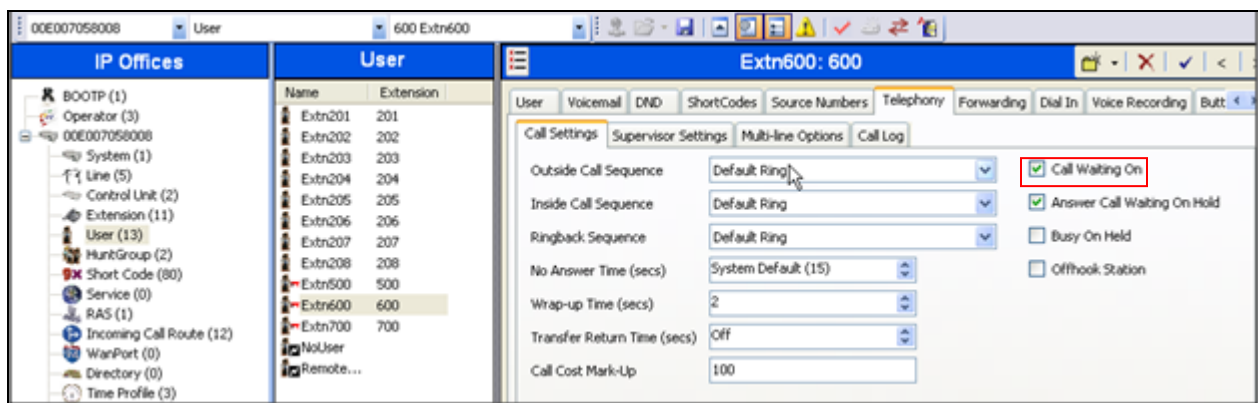 00E007058008 User 600 Extn600
IP Offices
BOOTP (1)
Operator (3)
00E007058008
System (1)
Line (5)
Control Unit (2)
Extension (11)
User (13)
HuntGroup (2)
Short Code (80)
Service (0)
RAS (1)
Incoming Call Route (12)
WanPort (0)
Directory (0)
Time Profile (3)
User
Name Extension
Extn201 201
Extn202 202
Extn203 203
Extn204 204
Extn205 205
Extn206 206
Extn207 207
Extn208 208
Extn500 500
Extn600 600
Extn700 700
NoUser
Remote...
Extn600: 600
User Voicemail DND ShortCodes Source Numbers Telephony Forwarding Dial In Voice Recording Butt
Call Settings Supervisor Settings Multi-line Options Call Log
Outside Call Sequence Default Ring Call Waiting On
Inside Call Sequence Default Ring Answer Call Waiting On Hold
Ringback Sequence Default Ring Busy On Held
No Answer Time (secs) System Default (15) Offhook Station
Wrap-up Time (secs) 2
Transfer Return Time (secs) Off
Call Cost Mark-Up 100